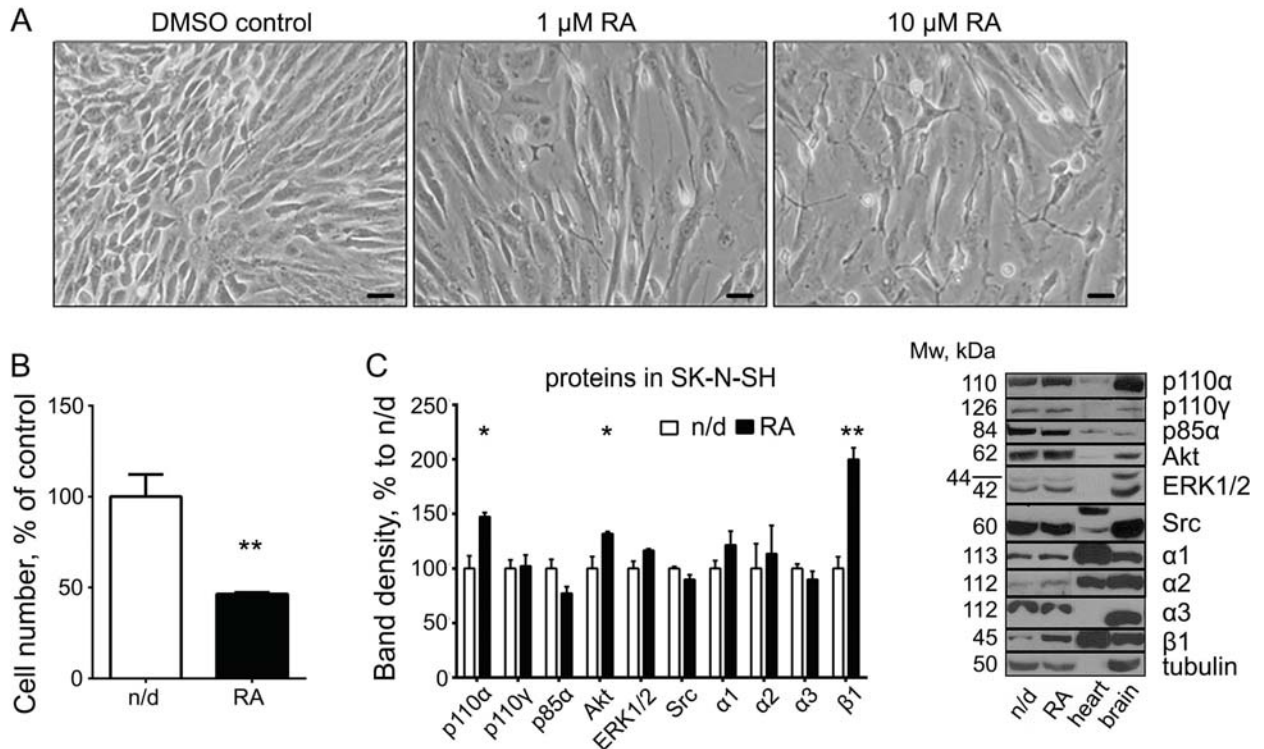 A
DMSO control
1 µM RA
10 µM RA
B
Cell number, % of control
150
100
50
0
**
n/d
RA
C
proteins in SK-N-SH
Band density, % to n/d
250
200
150
100
50
0
n/d
RA
*
*
**
p110α
p110γ
p85α
Akt
ERK1/2
Src
α1
α2
α3
β1
Mw, kDa
110
p110α
126
p110γ
84
p85α
62
Akt
44
42
ERK1/2
60
Src
113
α1
112
α2
112
α3
45
β1
50
tubulin
n/d
RA
heart
brain